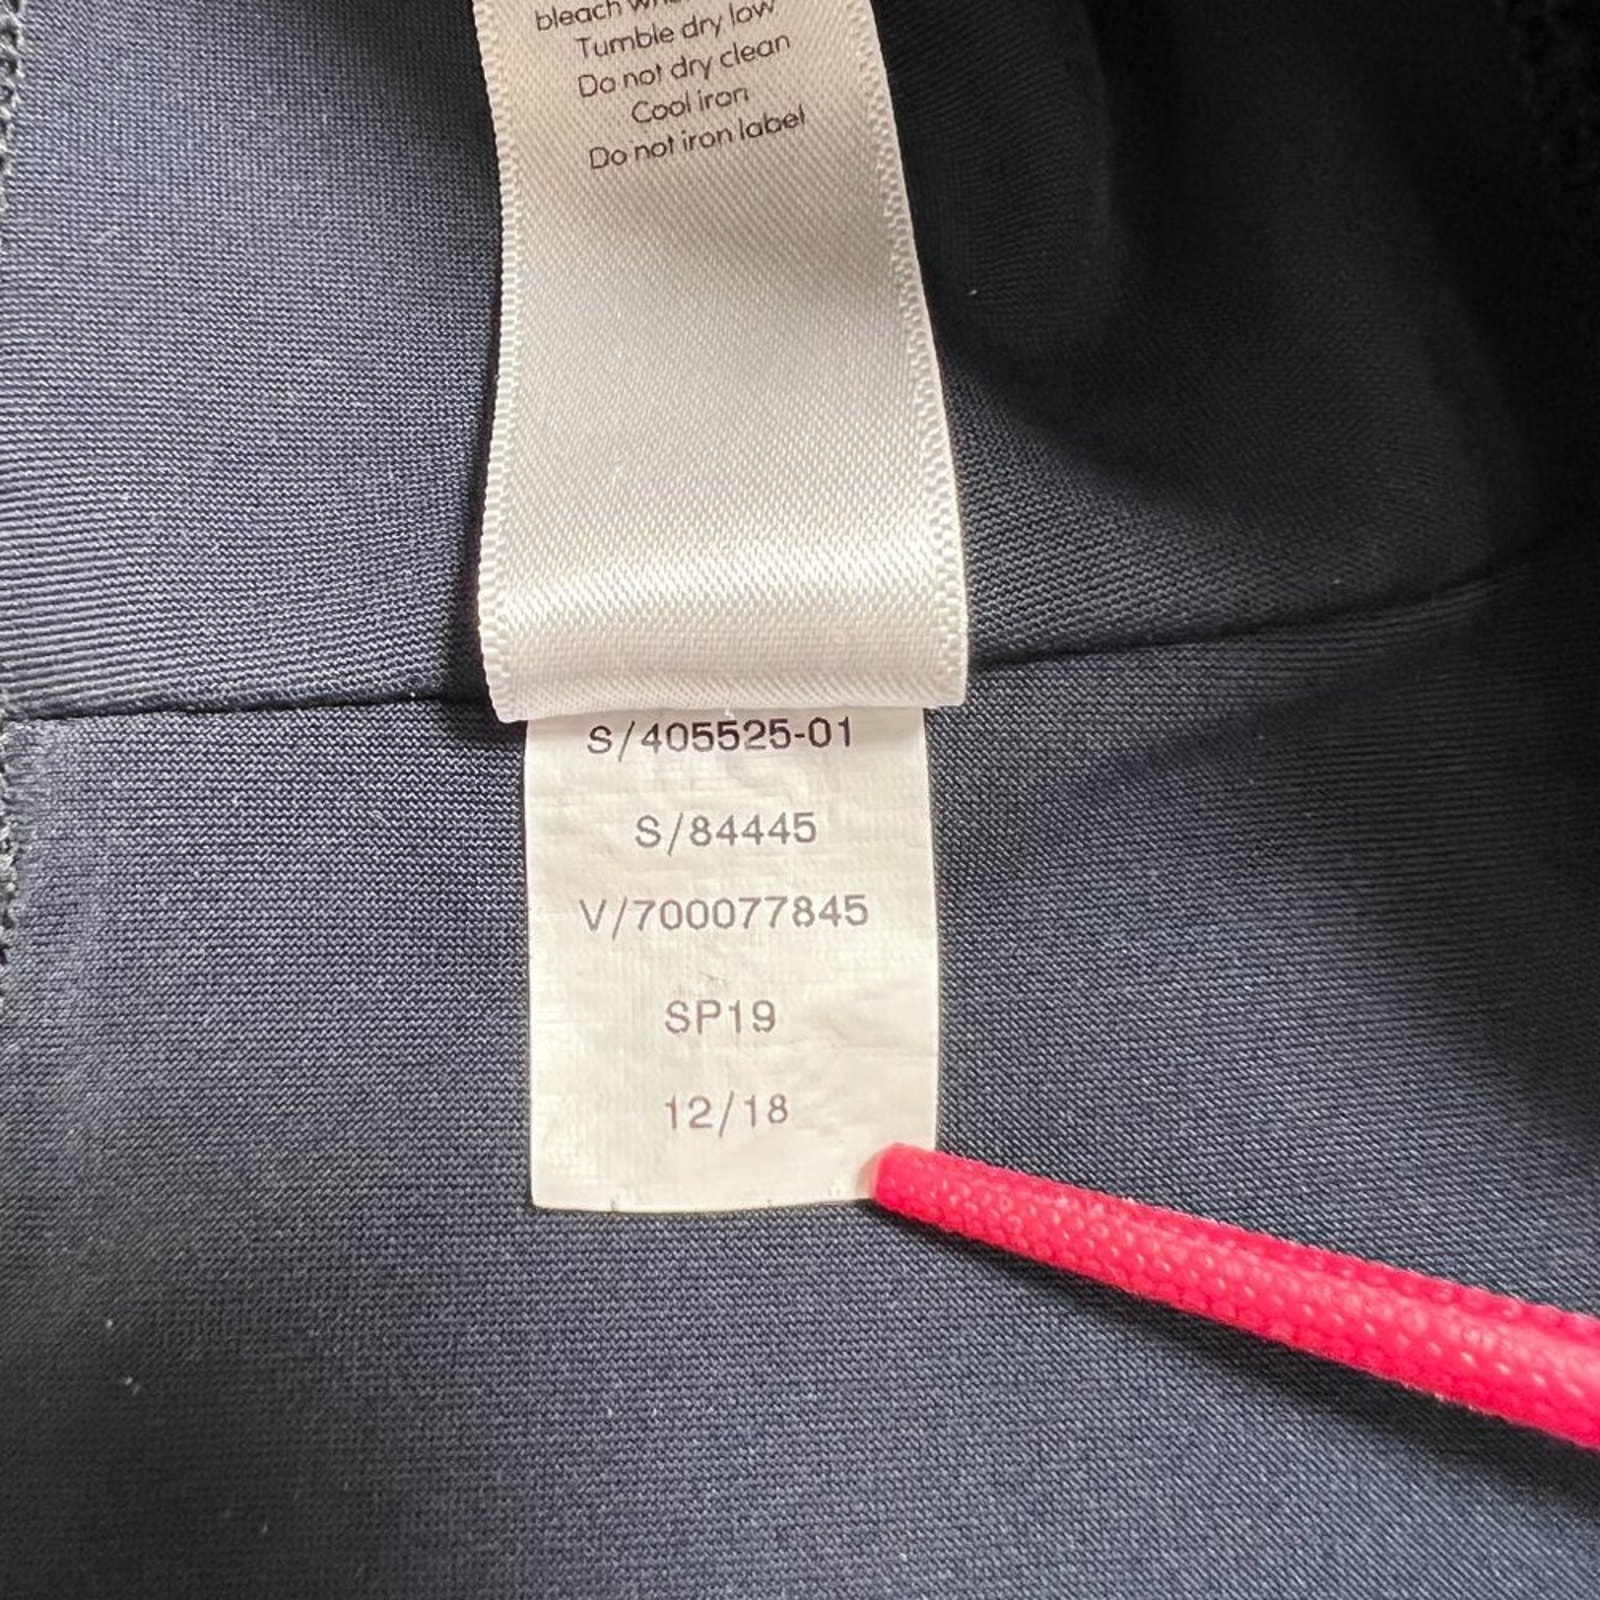 bleach
Tumble dry low
Do not dry clean
Cool iron
Do not iron label
S/405525-01
S/84445
V/700077845
SP19
12/18